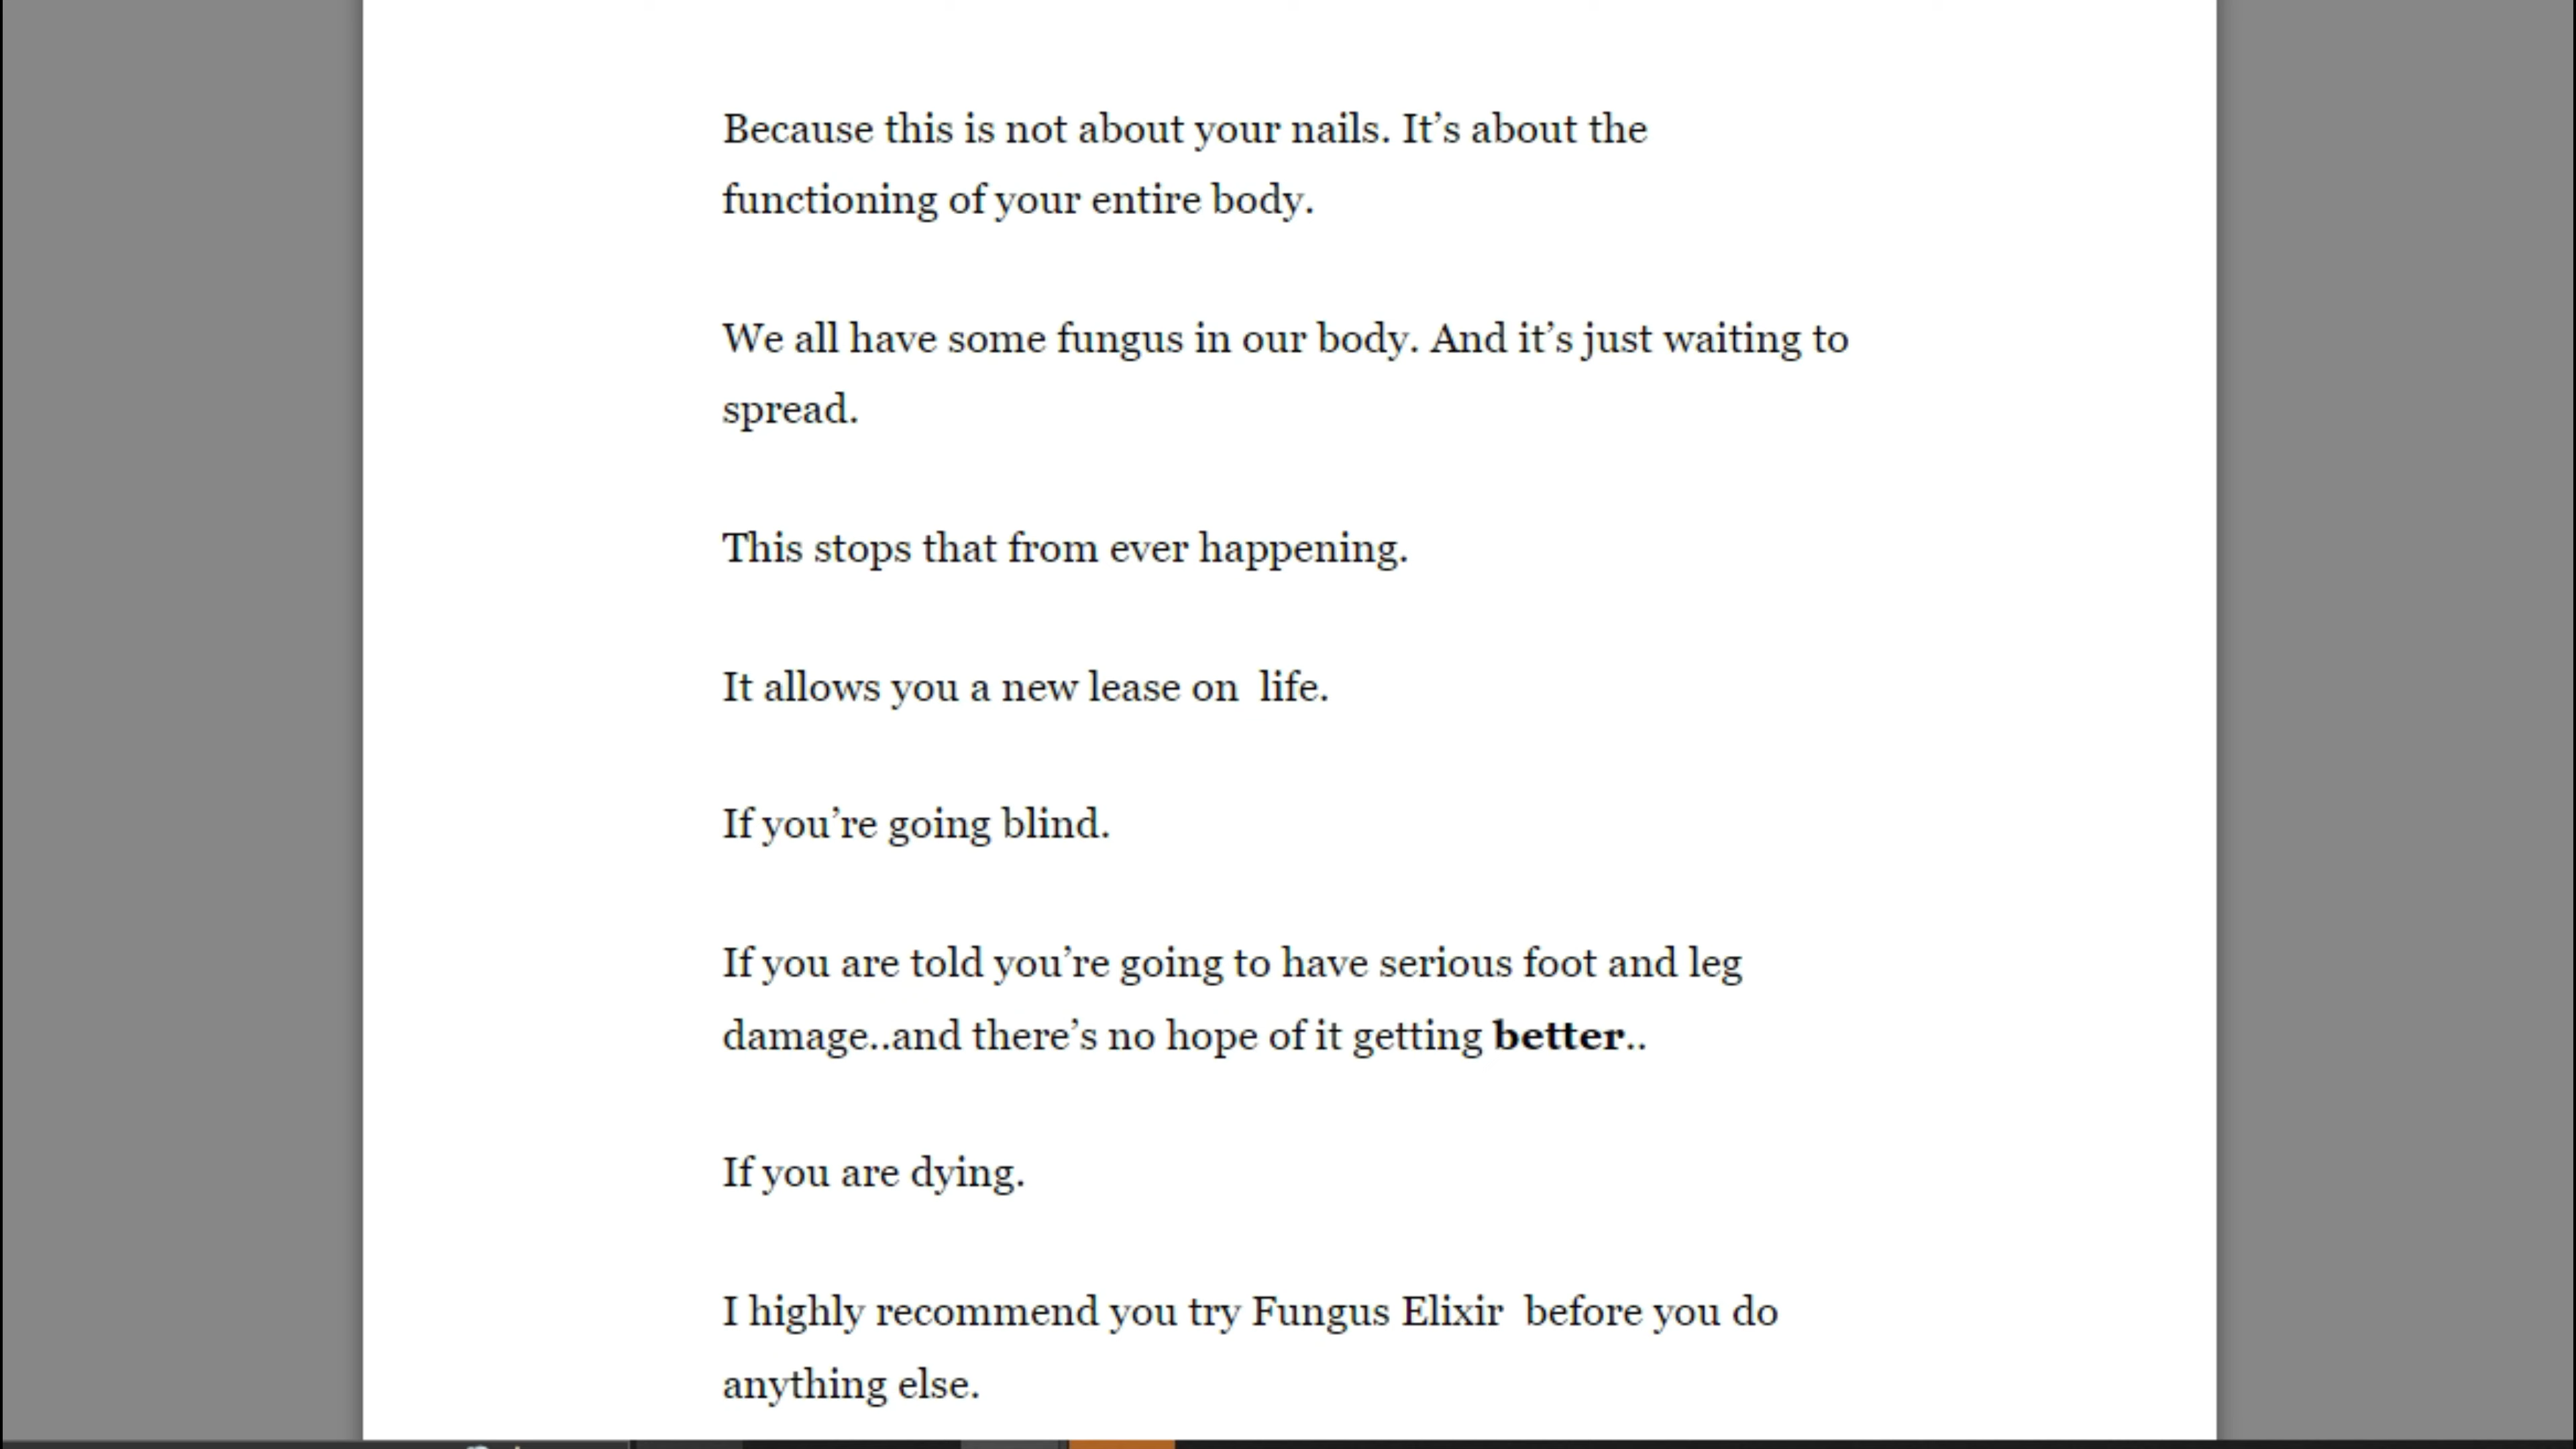 Because this is not about your nails. It’s about the
functioning of your entire body.
We all have some fungus in our body. And it’s just waiting to
spread.
This stops that from ever happening.
It allows you a new lease on  life.
If you’re going blind.
If you are told you’re going to have serious foot and leg
damage..and there’s no hope of it getting better..
If you are dying.
I highly recommend you try Fungus Elixir  before you do
anything else.